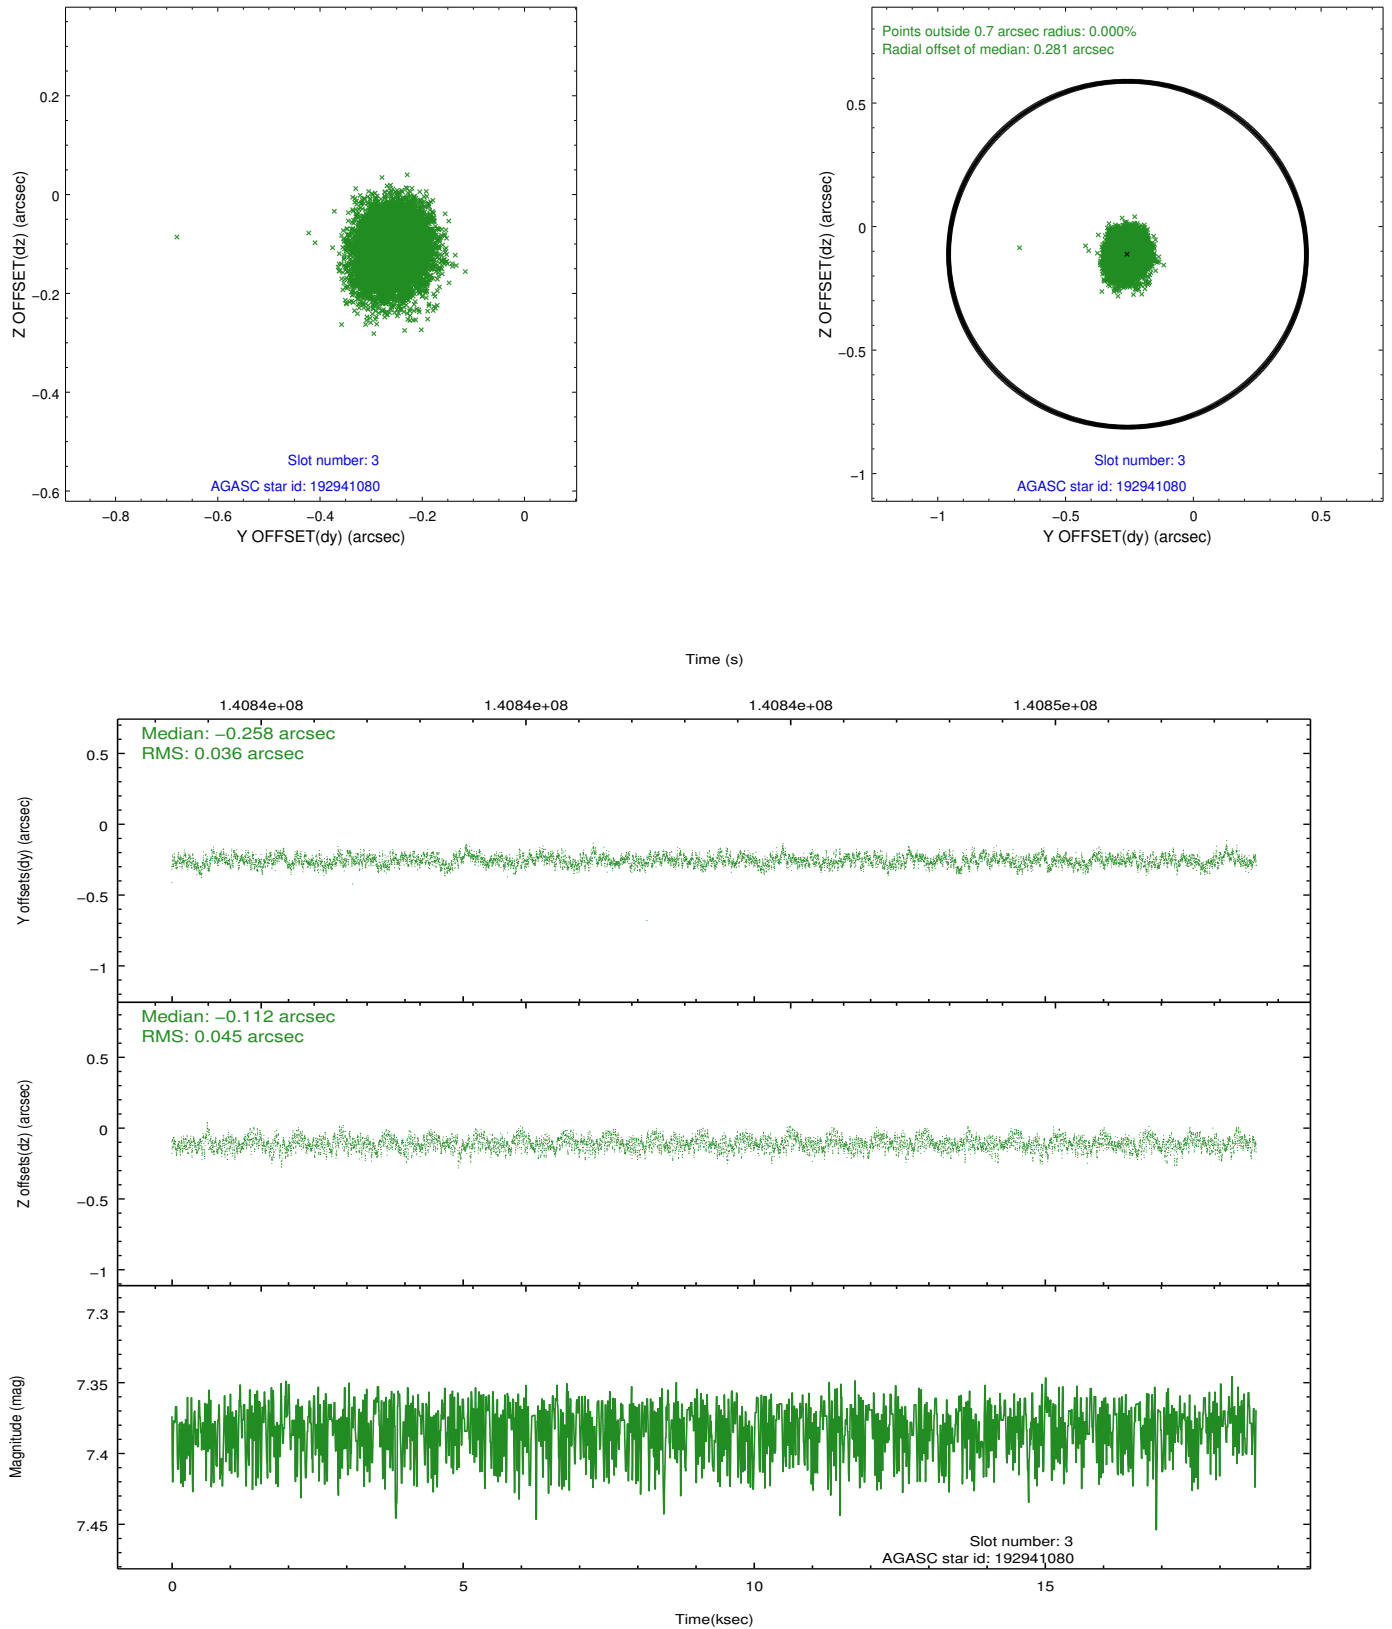 0.2
0
−0.2
−0.4
−0.6
Z OFFSET(dz) (arcsec)
Slot number: 3
AGASC star id: 192941080
−0.8 −0.6 −0.4 −0.2 0
Y OFFSET(dy) (arcsec)
Points outside 0.7 arcsec radius: 0.000%
Radial offset of median: 0.281 arcsec
0.5
0
−0.5
−1
Z OFFSET(dz) (arcsec)
Slot number: 3
AGASC star id: 192941080
−1 −0.5 0 0.5
Y OFFSET(dy) (arcsec)
Time (s)
1.4084e+08 1.4084e+08 1.4084e+08 1.4085e+08
Median: −0.258 arcsec
RMS: 0.036 arcsec
0.5
0
−0.5
−1
Y offsets(dy) (arcsec)
Median: −0.112 arcsec
RMS: 0.045 arcsec
0.5
0
−0.5
−1
Z offsets(dz) (arcsec)
7.3
7.35
7.4
7.45
Magnitude (mag)
Slot number: 3
AGASC star id: 192941080
0 5 10 15
Time(ksec)